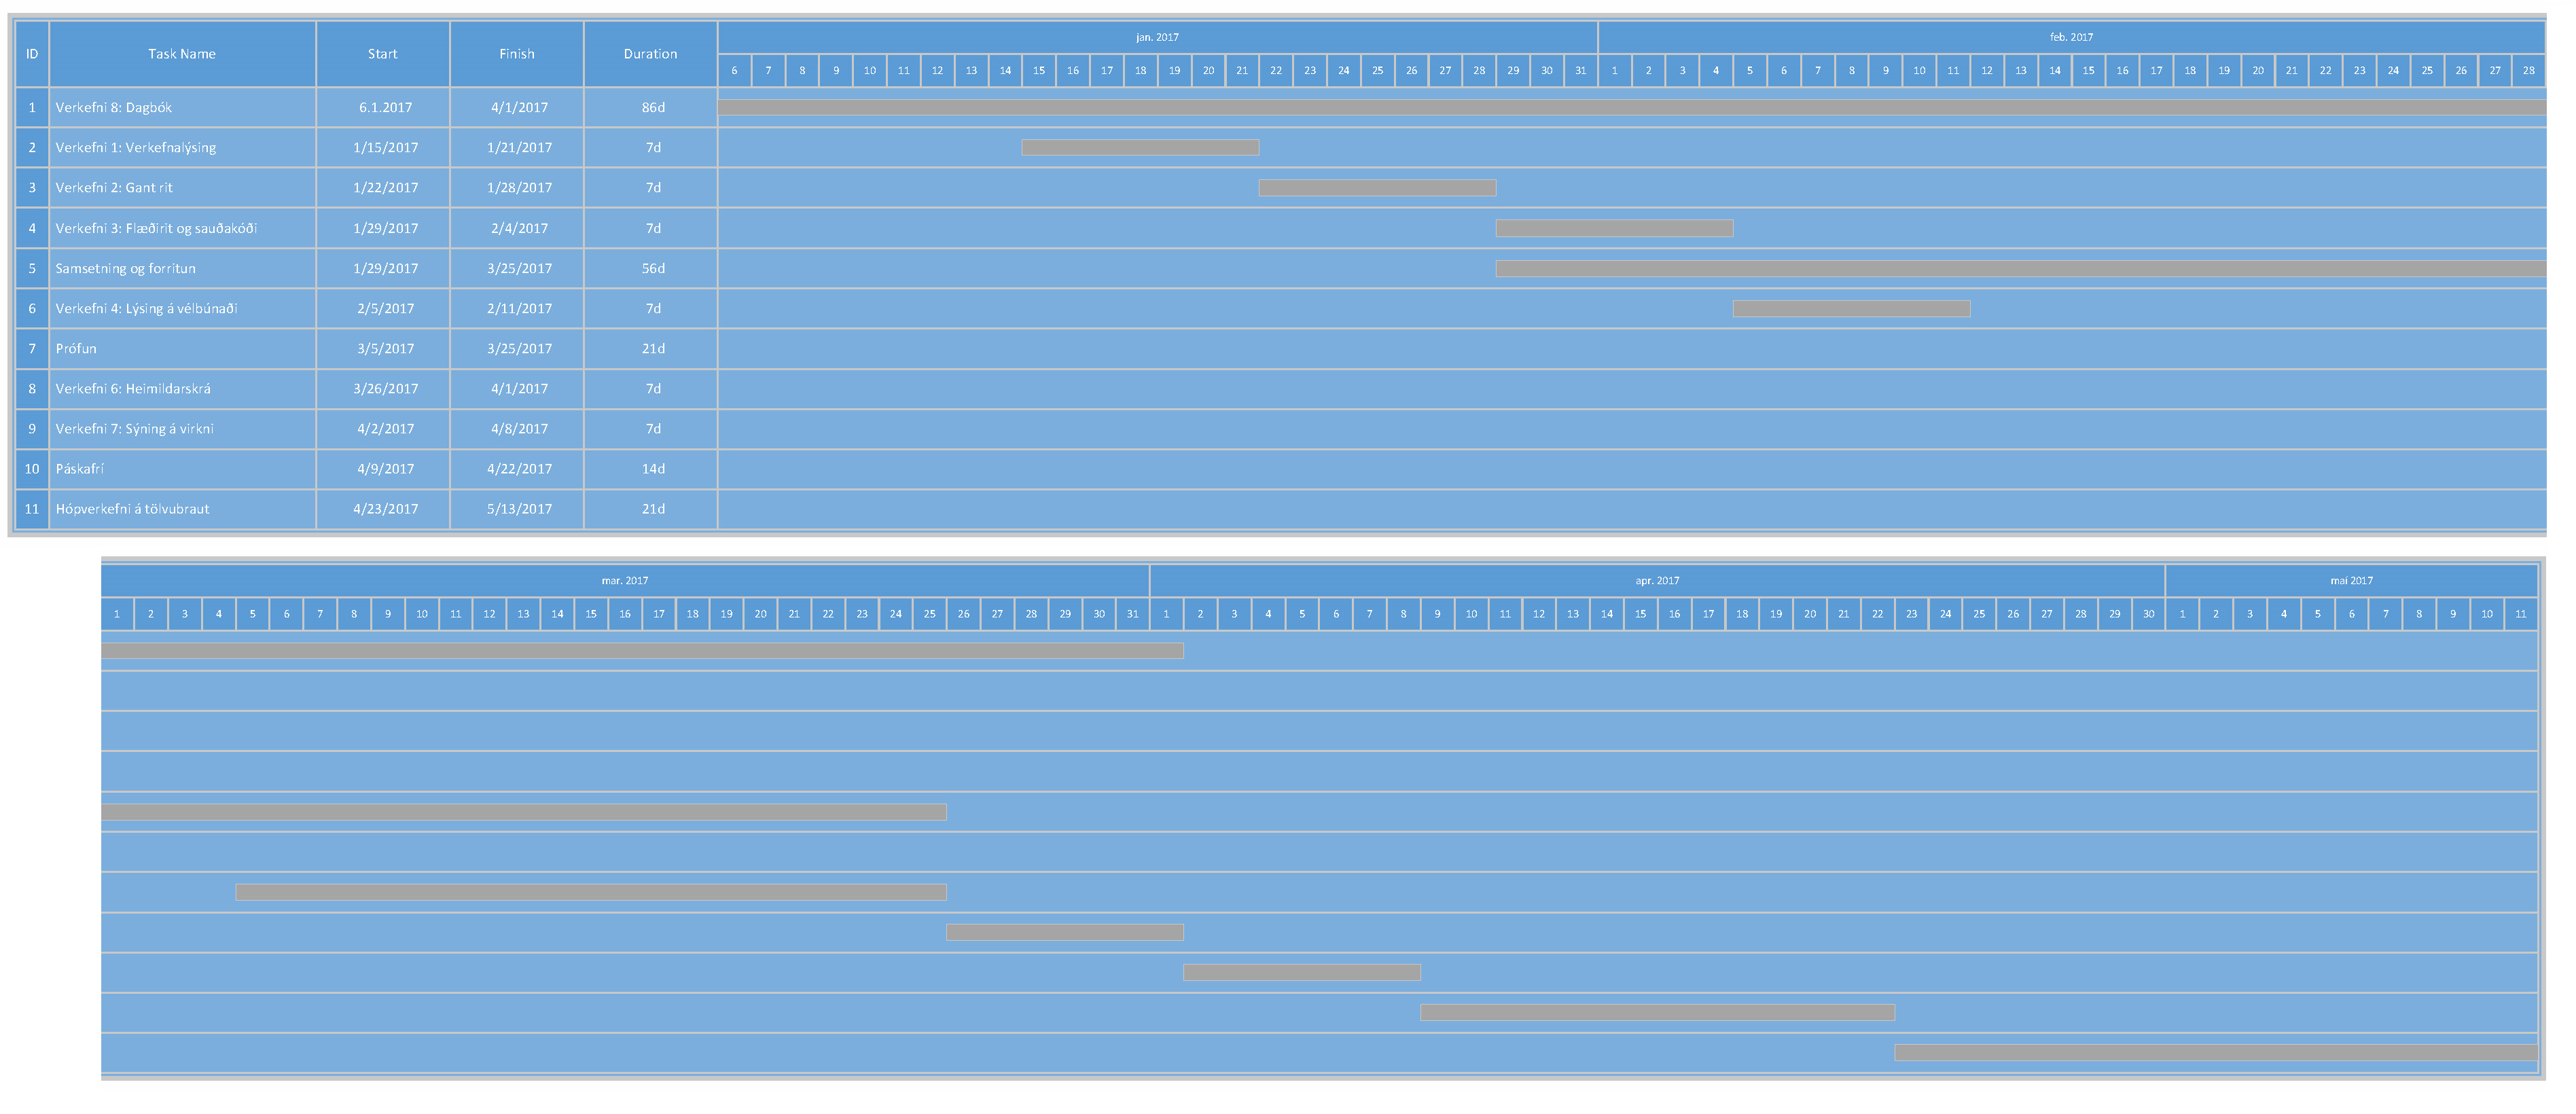 ID Task Name Start Finish Duration jan. 2017 feb. 2017
6 7 8 9 10 11 12 13 14 15 16 17 18 19 20 21 22 23 24 25 26 27 28 29 30 31 1 2 3 4 5 6 7 8 9 10 11 12 13 14 15 16 17 18 19 20 21 22 23 24 25 26 27 28
1 Verkefni 8: Dagbók 6.1.2017 4/1/2017 86d
2 Verkefni 1: Verkefnalýsing 1/15/2017 1/21/2017 7d
3 Verkefni 2: Gant rit 1/22/2017 1/28/2017 7d
4 Verkefni 3: Flæðirit og sauðakóði 1/29/2017 2/4/2017 7d
5 Samsetning og forritun 1/29/2017 3/25/2017 56d
6 Verkefni 4: Lýsing á vélbúnaði 2/5/2017 2/11/2017 7d
7 Prófun 3/5/2017 3/25/2017 21d
8 Verkefni 6: Heimildarskrá 3/26/2017 4/1/2017 7d
9 Verkefni 7: Sýning á virkni 4/2/2017 4/8/2017 7d
10 Páskafrí 4/9/2017 4/22/2017 14d
11 Hópverkefni á tölvubraut 4/23/2017 5/13/2017 21d
mar. 2017 apr. 2017 maí 2017
1 2 3 4 5 6 7 8 9 10 11 12 13 14 15 16 17 18 19 20 21 22 23 24 25 26 27 28 29 30 31 1 2 3 4 5 6 7 8 9 10 11 12 13 14 15 16 17 18 19 20 21 22 23 24 25 26 27 28 29 30 1 2 3 4 5 6 7 8 9 10 11